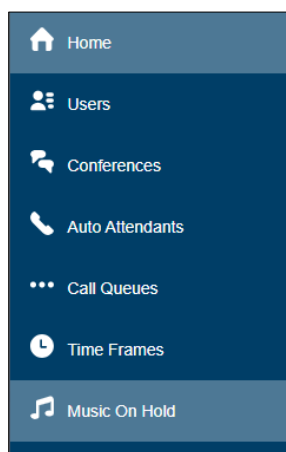 Home
Users
Conferences
Auto Attendants
Call Queues
Time Frames
Music On Hold